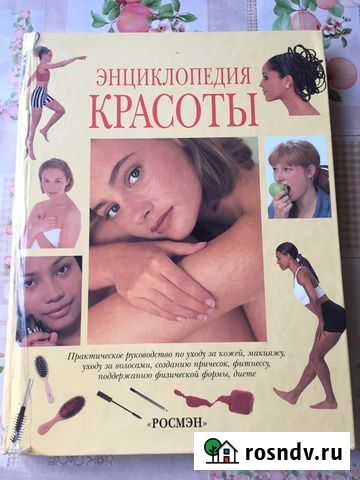 ЭНЦИКЛОПЕДИЯ
КРАСОТЫ
Практическое руководство по уходу за кожей, макияжу,
уходу за волосами, созданию причесок, фитнессу,
поддержанию физической формы, диете
«РОСМЭН»
rosndv.ru